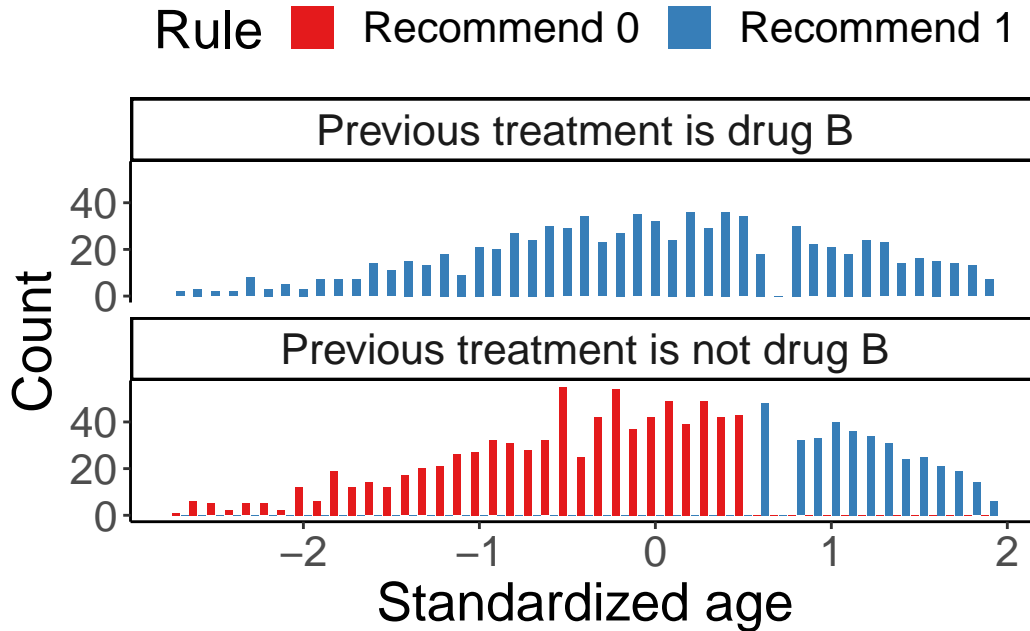 Rule Recommend 0 Recommend 1
Previous treatment is drug B
40
20
0
Previous treatment is not drug B
40
20
0
Count
−2 −1 0 1 2
Standardized age